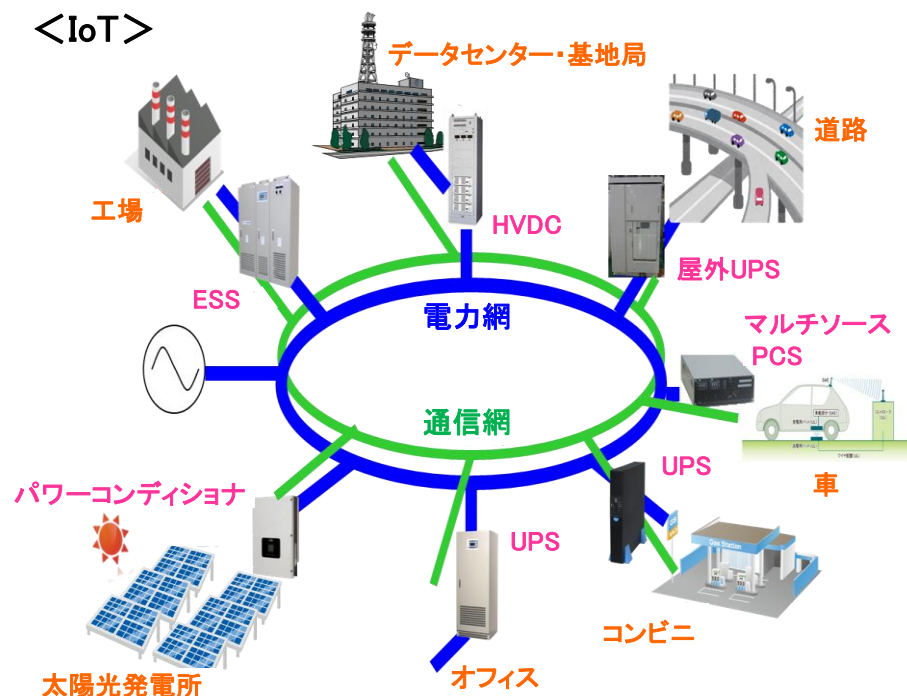 ＜IoT＞
データセンター・基地局
道路
工場
HVDC
屋外UPS
ESS
電力網
マルチソース
PCS
通信網
車
パワーコンディショナ
UPS
UPS
Gas Station
コンビニ
オフィス
太陽光発電所